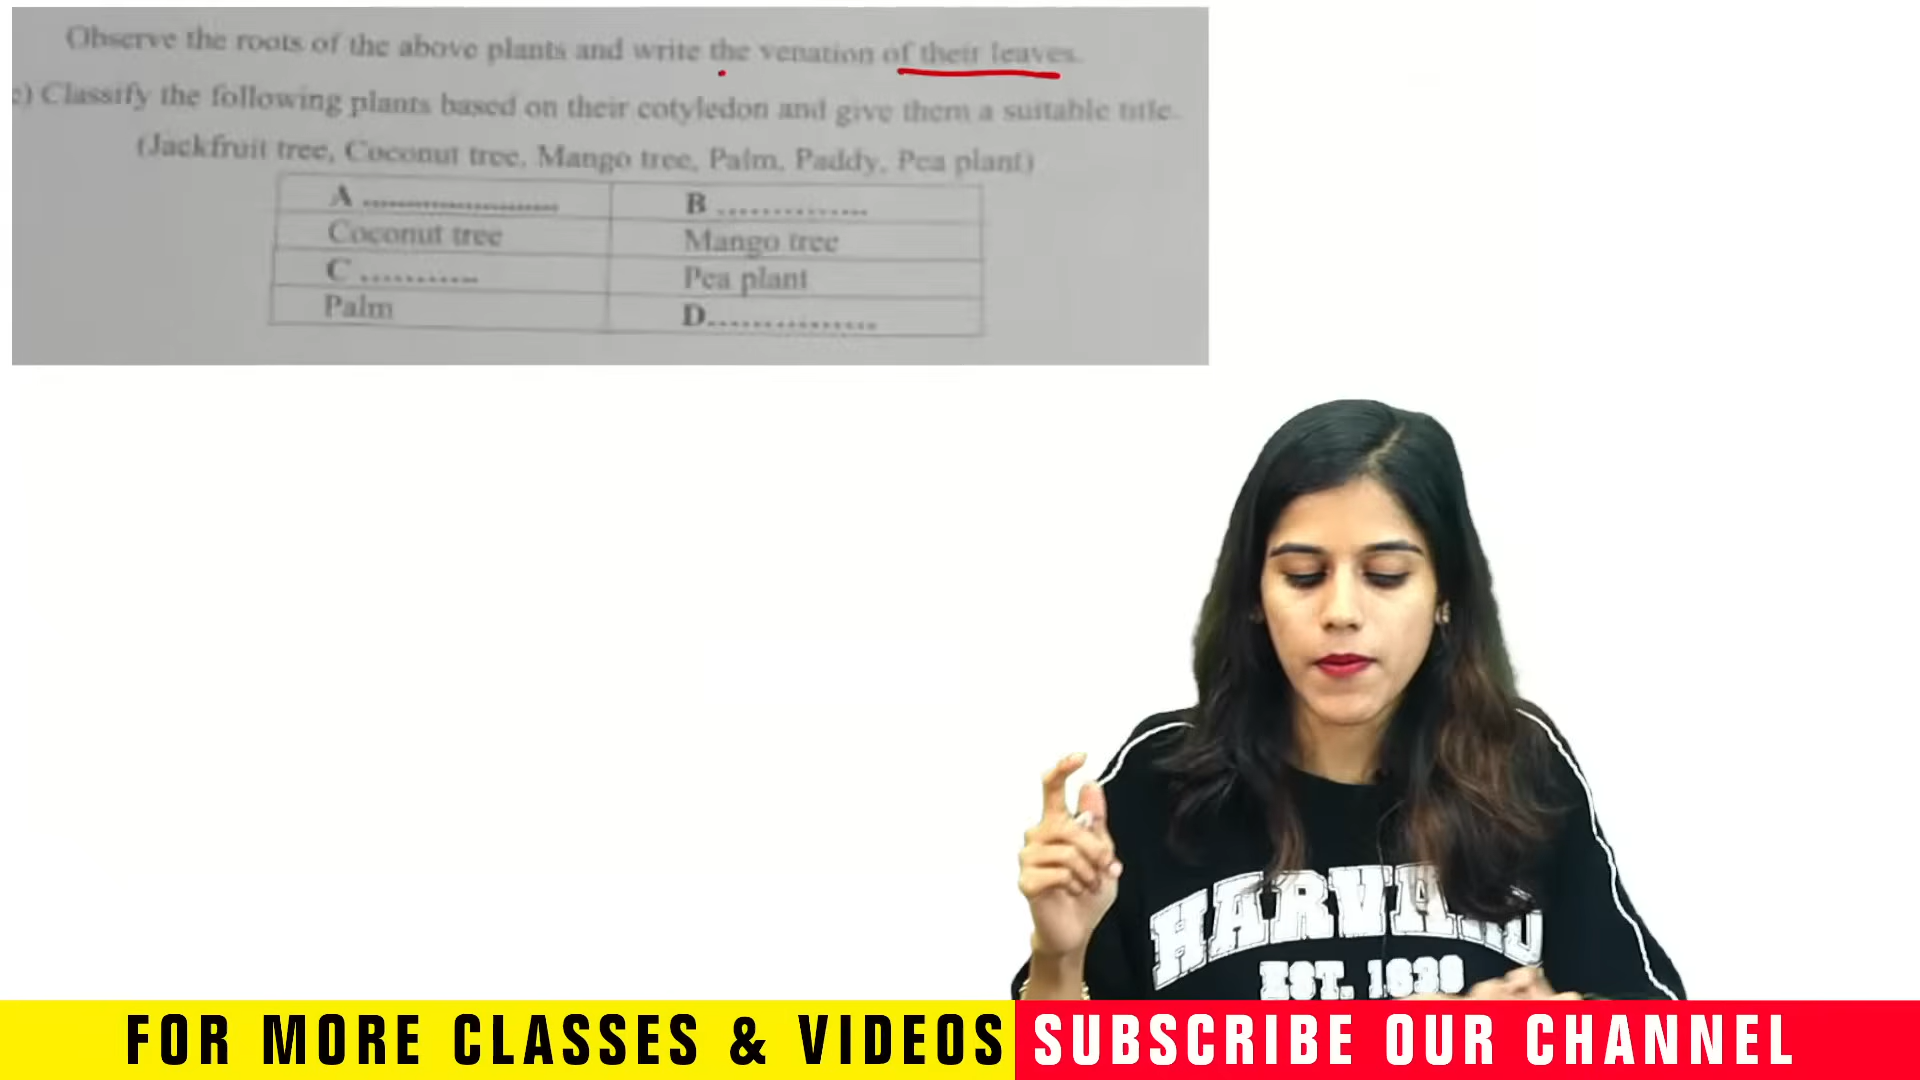 Observe the roots of the above plants and write the venation of their leaves.
c) Classify the following plants based on their cotyledon and give them a suitable title.
(Jackfruit tree, Coconut tree, Mango tree, Palm, Paddy, Pea plant)
A ........................ B ................
Coconut tree Mango tree
C ............ Pea plant
Palm D................
HARVARD
EST. 1636
FOR MORE CLASSES & VIDEOS SUBSCRIBE OUR CHANNEL